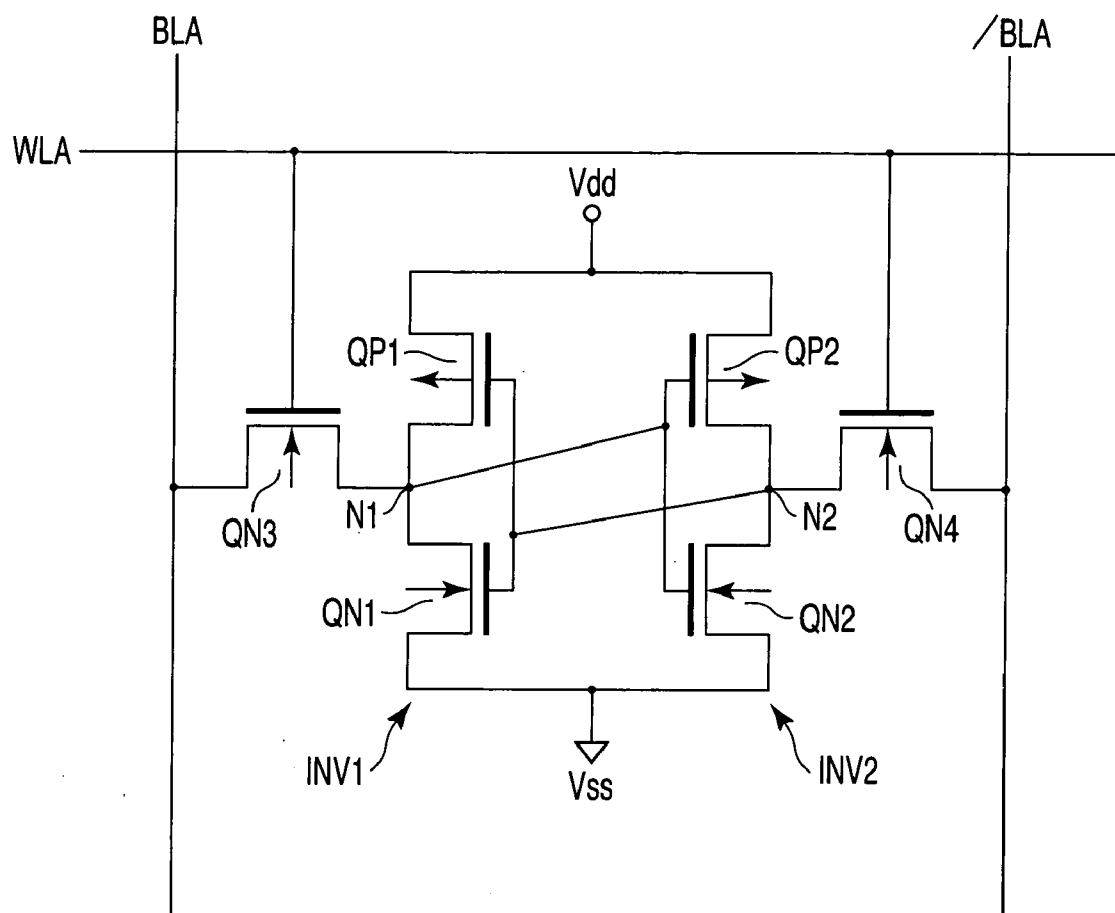 BLA
/BLA
WLA
Vdd
QP1
QP2
QN3
N1
N2
QN4
QN1
QN2
INV1
Vss
INV2